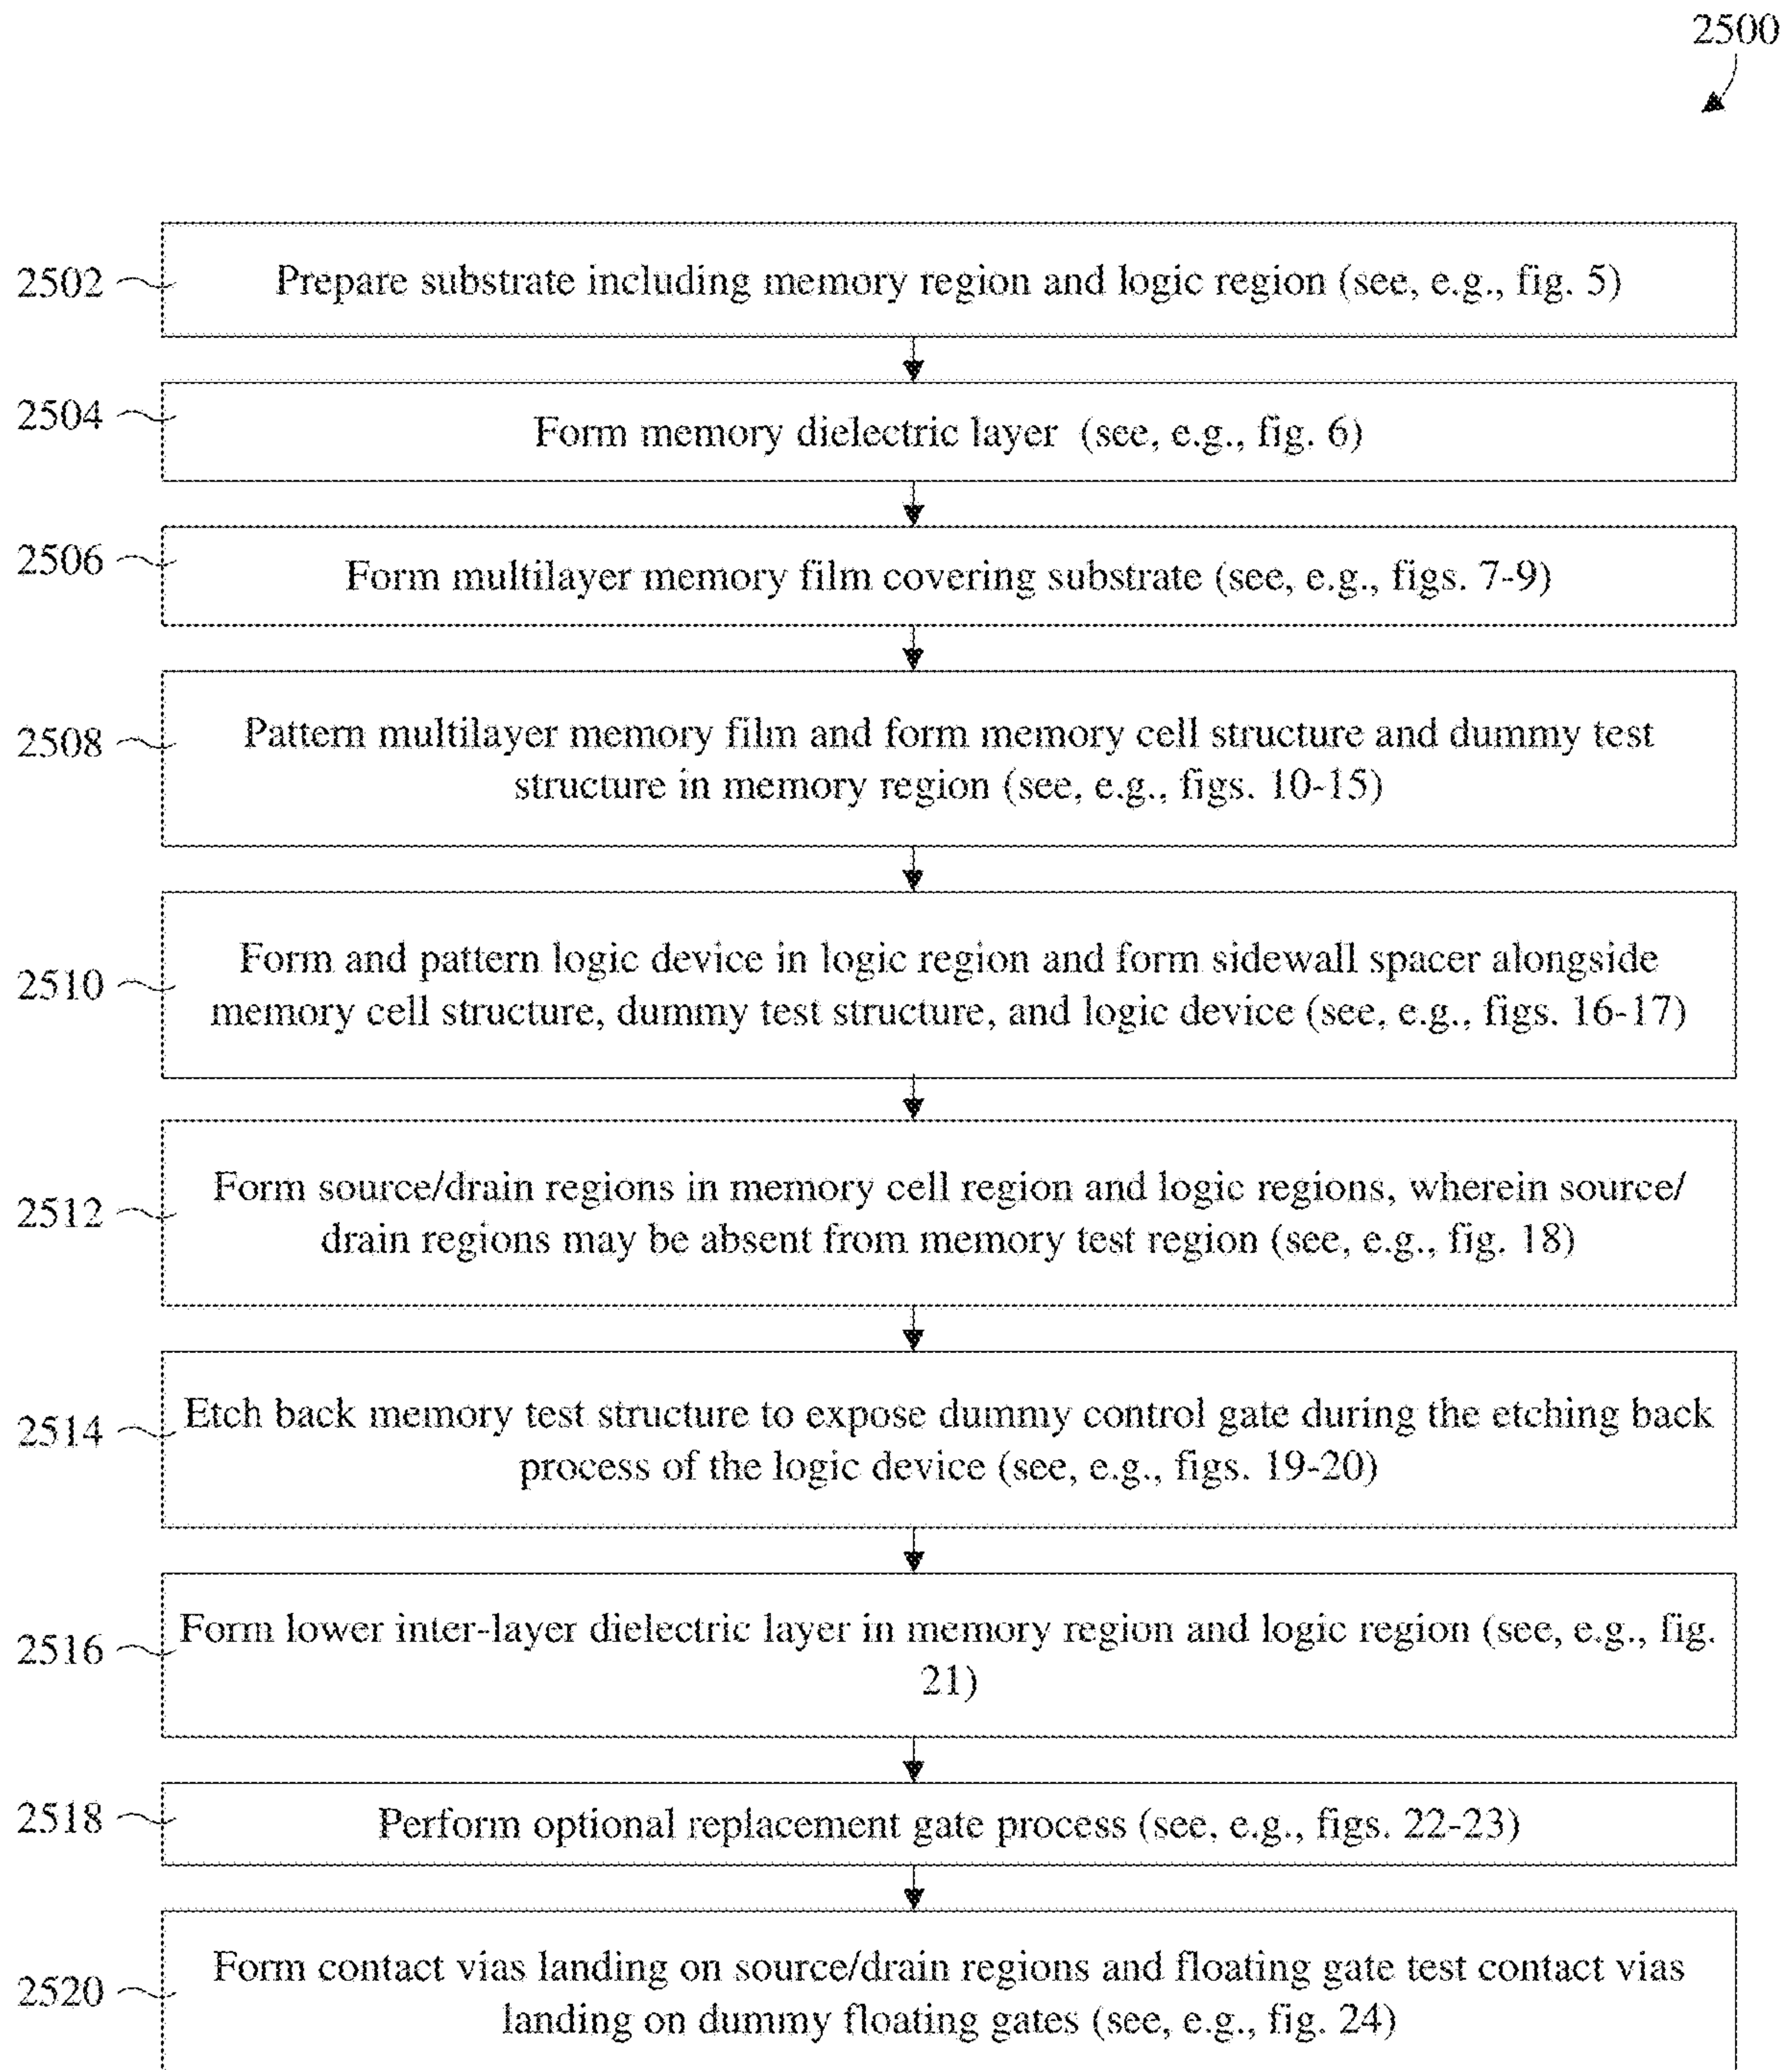 2500
2502
Prepare substrate including memory region and logic region (see, e.g., fig. 5)
2504
Form memory dielectric layer (see, e.g., fig. 6)
2506
Form multilayer memory film covering substrate (see, e.g., figs. 7-9)
2508
Pattern multilayer memory film and form memory cell structure and dummy test
structure in memory region (see, e.g., figs. 10-15)
2510
Form and pattern logic device in logic region and form sidewall spacer alongside
memory cell structure, dummy test structure, and logic device (see, e.g., figs. 16-17)
2512
Form source/drain regions in memory cell region and logic regions, wherein source/
drain regions may be absent from memory test region (see, e.g., fig. 18)
2514
Etch back memory test structure to expose dummy control gate during the etching back
process of the logic device (see, e.g., figs. 19-20)
2516
Form lower inter-layer dielectric layer in memory region and logic region (see, e.g., fig.
21)
2518
Perform optional replacement gate process (see, e.g., figs. 22-23)
2520
Form contact vias landing on source/drain regions and floating gate test contact vias
landing on dummy floating gates (see, e.g., fig. 24)